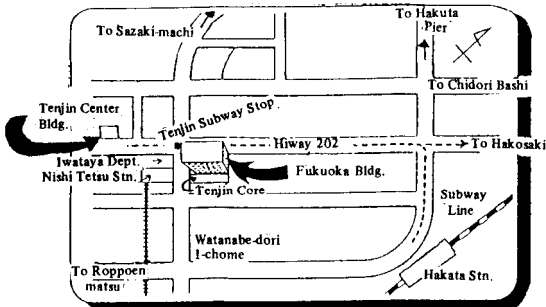 To Sazaki-machi
To Hakuta
Pier
To Chidori Bashi
Tenjin Center
Bldg.
Tenjin Subway Stop
Hiway 202
To Hakosaki
Iwataya Dept.
Nishi Tetsu Stn.
Fukuoka Bldg.
Tenjin Core
Subway
Line
Watanabe-dori
1-chome
To Roppoen
matsu
Hakata Stn.